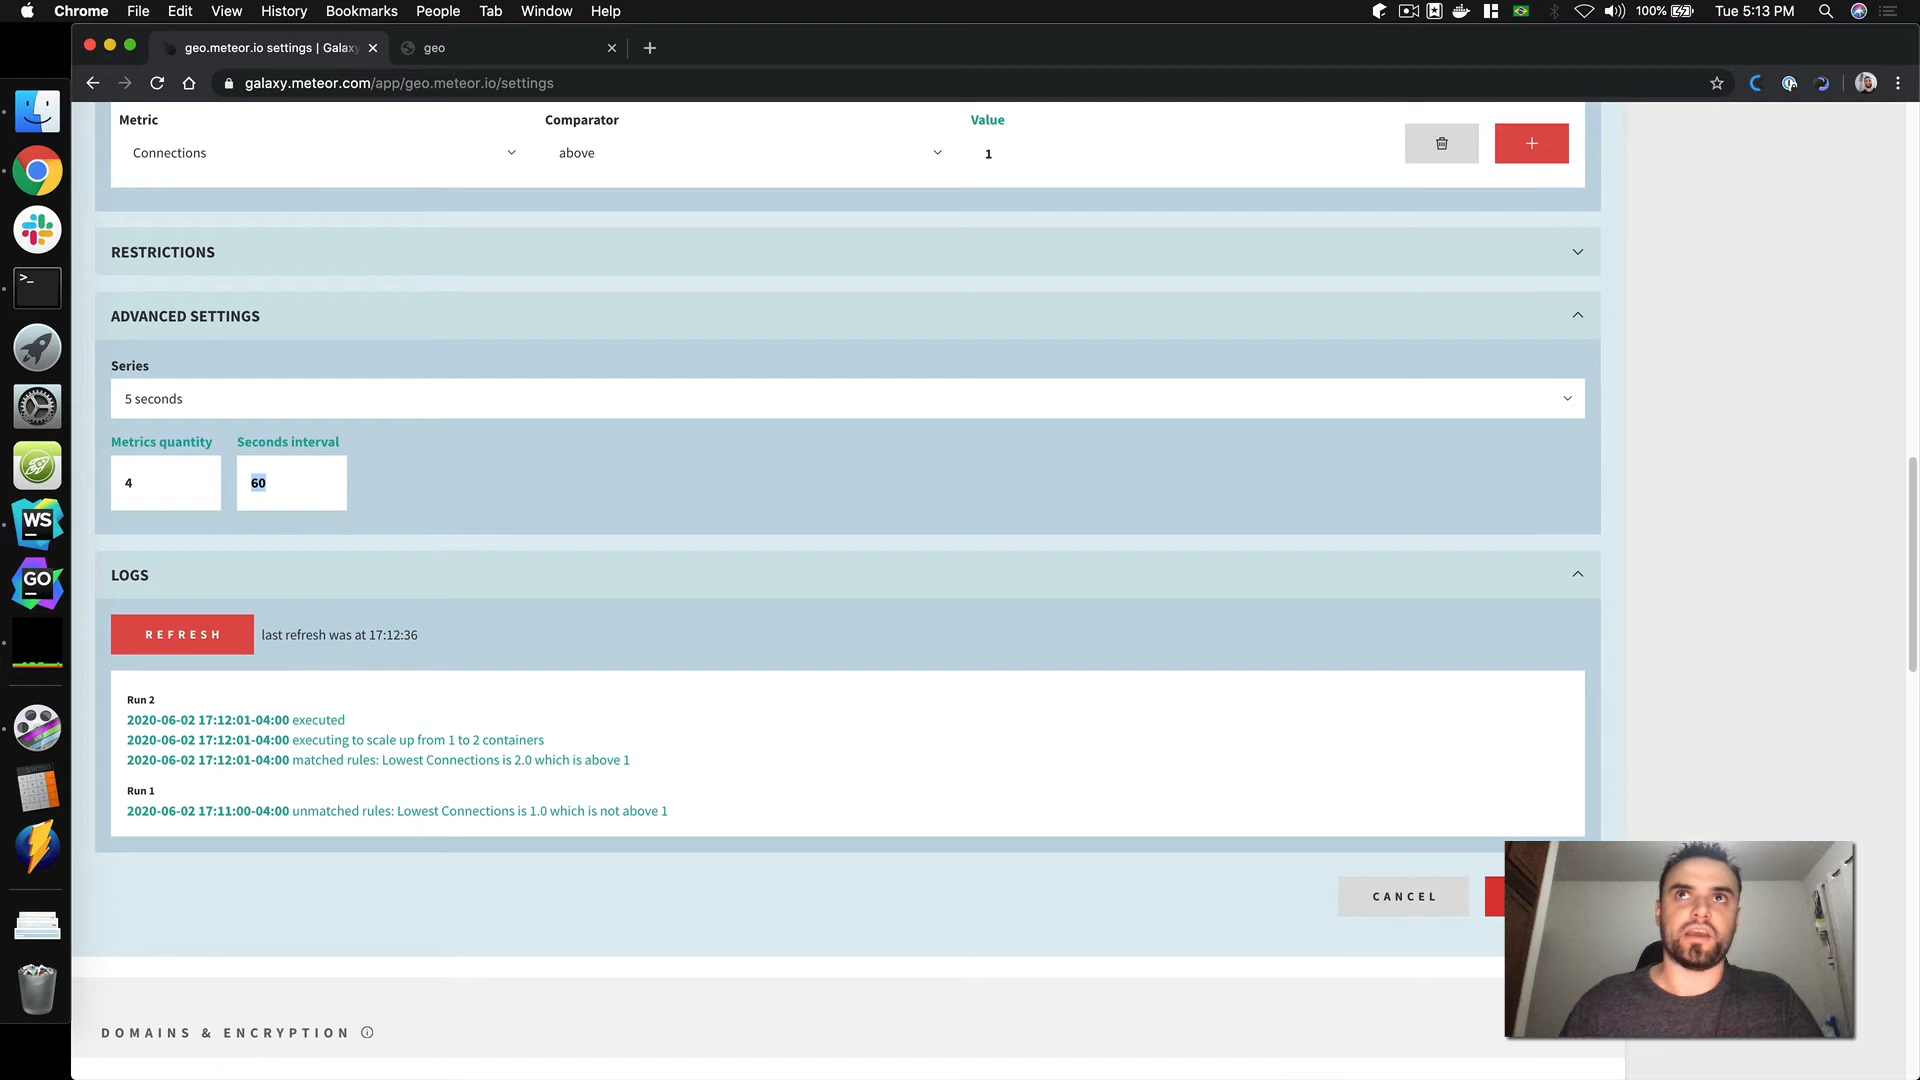 Chrome File Edit View History Bookmarks People Tab Window Help
100% Tue 5:13 PM
geo.meteor.io settings | Galaxy
geo
galaxy.meteor.com/app/geo.meteor.io/settings
Metric Comparator Value
Connections above 1
RESTRICTIONS
ADVANCED SETTINGS
Series
5 seconds
Metrics quantity Seconds interval
4 60
LOGS
REFRESH last refresh was at 17:12:36
Run 2
2020-06-02 17:12:01-04:00 executed
2020-06-02 17:12:01-04:00 executing to scale up from 1 to 2 containers
2020-06-02 17:12:01-04:00 matched rules: Lowest Connections is 2.0 which is above 1
Run 1
2020-06-02 17:11:00-04:00 unmatched rules: Lowest Connections is 1.0 which is not above 1
CANCEL
DOMAINS & ENCRYPTION
>_
WS
GO